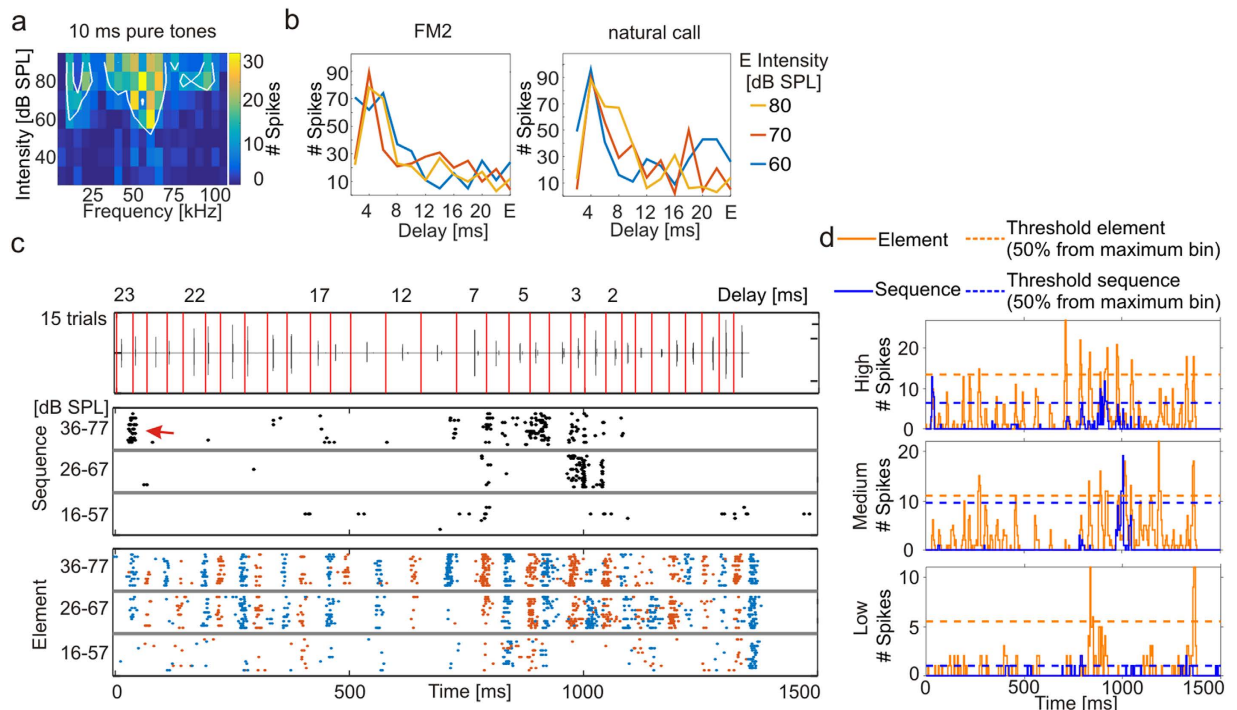 a
10 ms pure tones
Intensity [dB SPL]
80
60
40
25
50
75
100
Frequency [kHz]
30
20
10
0
# Spikes
b
FM2
# Spikes
90
70
50
30
10
4
8
12
16
20
E
Delay [ms]
natural call
# Spikes
90
70
50
30
10
4
8
12
16
20
E
Delay [ms]
E Intensity
[dB SPL]
80
70
60
c
23
22
17
12
7
5
3
2
Delay [ms]
15 trials
[dB SPL]
Sequence
36-77
26-67
16-57
Element
36-77
26-67
16-57
0
500
1000
1500
Time [ms]
d
Element
Threshold element
(50% from maximum bin)
Sequence
Threshold sequence
(50% from maximum bin)
High
# Spikes
20
10
0
Medium
# Spikes
20
10
0
Low
# Spikes
10
5
0
0
500
1000
1500
Time [ms]